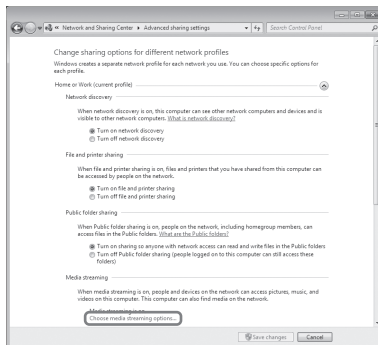 « Network and Sharing Center ▸ Advanced sharing settings
Search Control Panel
Change sharing options for different network profiles
Windows creates a separate network profile for each network you use. You can choose specific options for
each profile.
Home or Work (current profile)
Network discovery
When network discovery is on, this computer can see other network computers and devices and is
visible to other network computers. What is network discovery?
Turn on network discovery
Turn off network discovery
File and printer sharing
When file and printer sharing is on, files and printers that you have shared from this computer can
be accessed by people on the network.
Turn on file and printer sharing
Turn off file and printer sharing
Public folder sharing
When Public folder sharing is on, people on the network, including homegroup members, can
access files in the Public folders. What are the Public folders?
Turn on sharing so anyone with network access can read and write files in the Public folders
Turn off Public folder sharing (people logged on to this computer can still access these
folders)
Media streaming
When media streaming is on, people and devices on the network can access pictures, music, and
videos on this computer. This computer can also find media on the network.
Media streaming is on.
Choose media streaming options...
Save changes
Cancel